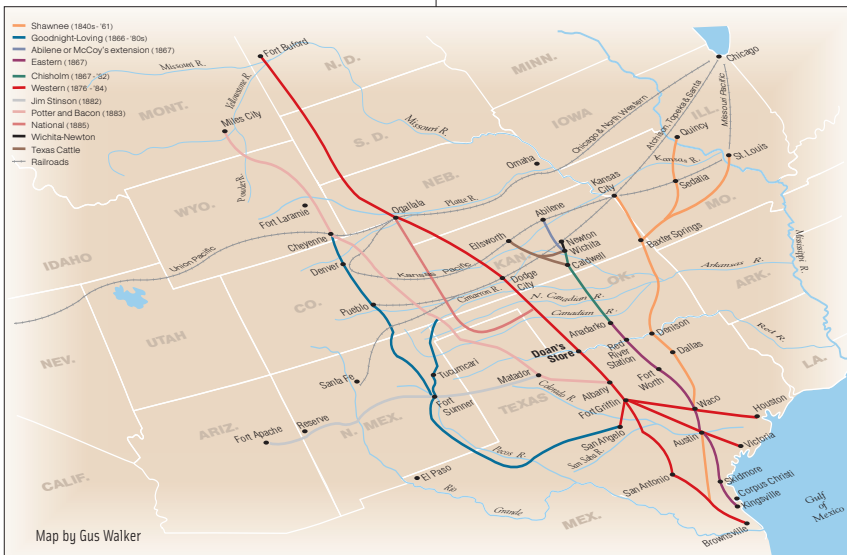 Shawnee (1840s-'61)
Goodnight-Loving (1866-'80s)
Abilene or McCoy's extension (1867)
Eastern (1867)
Chisholm (1867-'82)
Western (1876-'84)
Jim Stinson (1882)
Potter and Bacon (1883)
National (1885)
Wichita-Newton
Texas Cattle
Railroads
Fort Buford
Missouri R.
N. D.
MINN.
Chicago
Yellowstone R.
MONT.
Miles City
S. D.
Missouri R.
IOWA
Chicago & North Western
Atchison, Topeka & Santa
Missouri Pacific
ILL.
Quincy
St. Louis
Powder R.
Omaha
Kansas R.
Kansas City
Sedalia
MO.
WYO.
NEB.
Platte R.
Fort Laramie
Ogallala
Abilene
Cheyenne
Ellsworth
Newton
Wichita
Baxter Springs
Mississippi R.
IDAHO
Union Pacific
Denver
Kansas Pacific
KAN.
Caldwell
Arkansas R.
Dodge City
OK.
ARK.
CO.
Cimarron R.
N. Canadian R.
Pueblo
Canadian R.
UTAH
Anadarko
Denison
Red R.
NEV.
Doan's Store
Red River Station
Dallas
LA.
Santa Fe
Tucumcari
Matador
Colorado R.
Albany
Fort Worth
Fort Sumner
TEXAS
Fort Griffin
Waco
Houston
ARIZ.
Reserve
N. MEX.
Fort Apache
San Angelo
Austin
Victoria
Pecos R.
San Saba R.
CALIF.
El Paso
San Antonio
Skidmore
Corpus Christi
Kingsville
Rio
Grande
Gulf of Mexico
MEX.
Brownsville
Map by Gus Walker